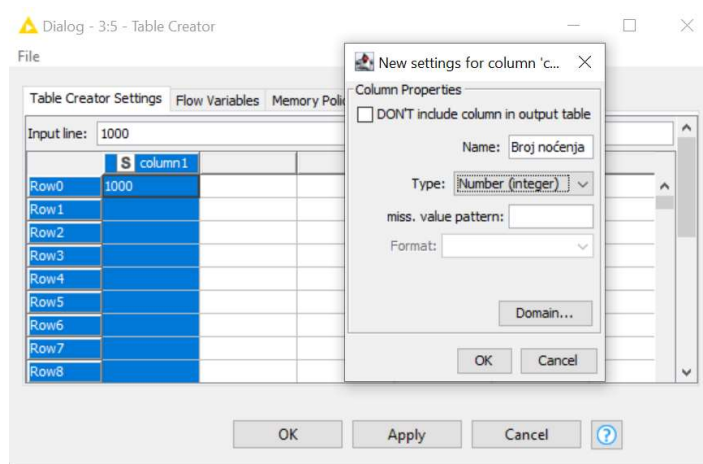 Dialog - 3:5 - Table Creator
File
Table Creator Settings Flow Variables Memory Polic
Input line: 1000
S column1
Row0 1000
Row1
Row2
Row3
Row4
Row5
Row6
Row7
Row8
OK Apply Cancel ?
New settings for column 'c...
Column Properties
DON'T include column in output table
Name: Broj noćenja
Type: Number (integer)
miss. value pattern:
Format:
Domain...
OK Cancel